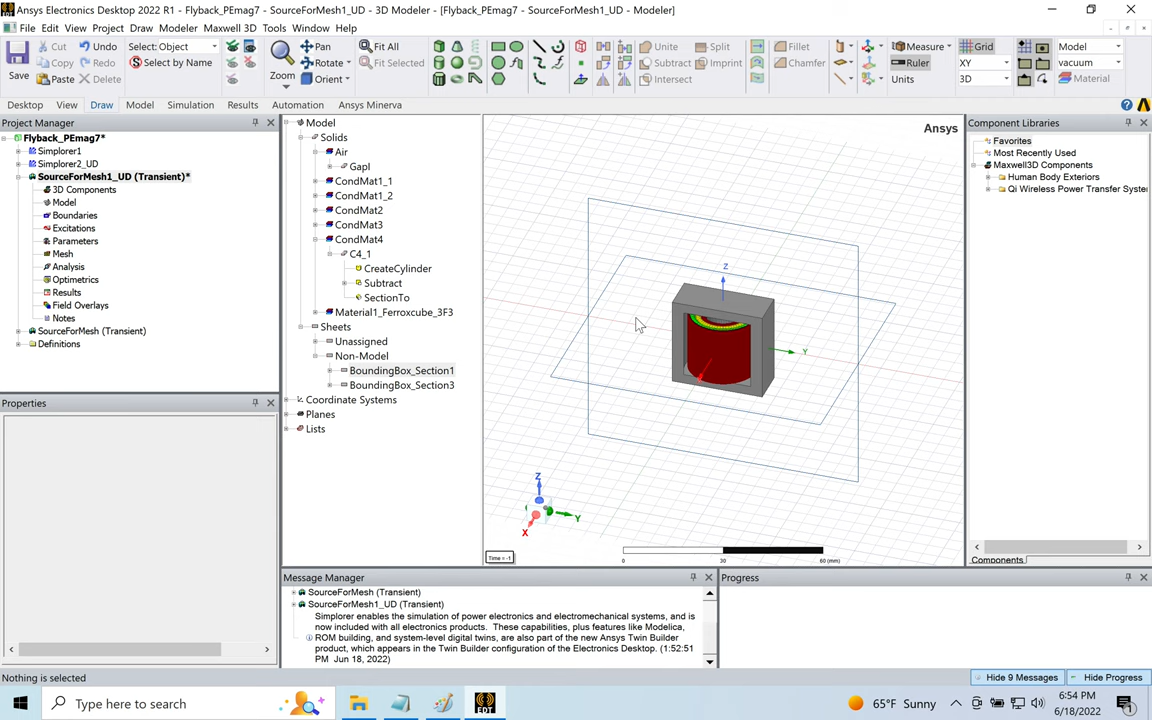 Ansys Electronics Desktop 2022 R1 - Flyback_PEmag7 - SourceForMesh1_UD - 3D Modeler - [Flyback_PEmag7 - SourceForMesh1_UD - Modeler]
File Edit View Project Draw Modeler Maxwell 3D Tools Window Help
Save
Cut Undo
Copy Redo
Paste Delete
Select: Object
Select by Name
Zoom
Pan
Rotate
Orient
Fit All
Fit Selected
Unite Split
Subtract Imprint
Intersect
Fillet
Chamfer
Measure Grid
Ruler XY
Units 3D
Model
vacuum
Material
Desktop View Draw Model Simulation Results Automation Ansys Minerva
Project Manager
Flyback_PEmag7*
Simplorer1
Simplorer2_UD
SourceForMesh1_UD (Transient)*
3D Components
Model
Boundaries
Excitations
Parameters
Mesh
Analysis
Optimetrics
Results
Field Overlays
Notes
SourceForMesh (Transient)
Definitions
Properties
Model
Solids
Air
GapI
CondMat1_1
CondMat1_2
CondMat2
CondMat3
CondMat4
C4_1
CreateCylinder
Subtract
SectionTo
Material1_Ferroxcube_3F3
Sheets
Unassigned
Non-Model
BoundingBox_Section1
BoundingBox_Section3
Coordinate Systems
Planes
Lists
Ansys
Z
Y
Z
Y
X
Time = -1
0 30 60 (mm)
Component Libraries
Favorites
Most Recently Used
Maxwell3D Components
Human Body Exteriors
Qi Wireless Power Transfer Syste
Components
Message Manager
SourceForMesh (Transient)
SourceForMesh1_UD (Transient)
Simplorer enables the simulation of power electronics and electromechanical systems, and is
now included with all electronics products. These capabilities, plus features like Modelica,
ROM building, and system-level digital twins, are also part of the new Ansys Twin Builder
product, which appears in the Twin Builder configuration of the Electronics Desktop. (1:52:51
PM Jun 18, 2022)
Progress
Nothing is selected
Hide 9 Messages Hide Progress
Type here to search
EDT
65°F Sunny
6:54 PM
6/18/2022
1